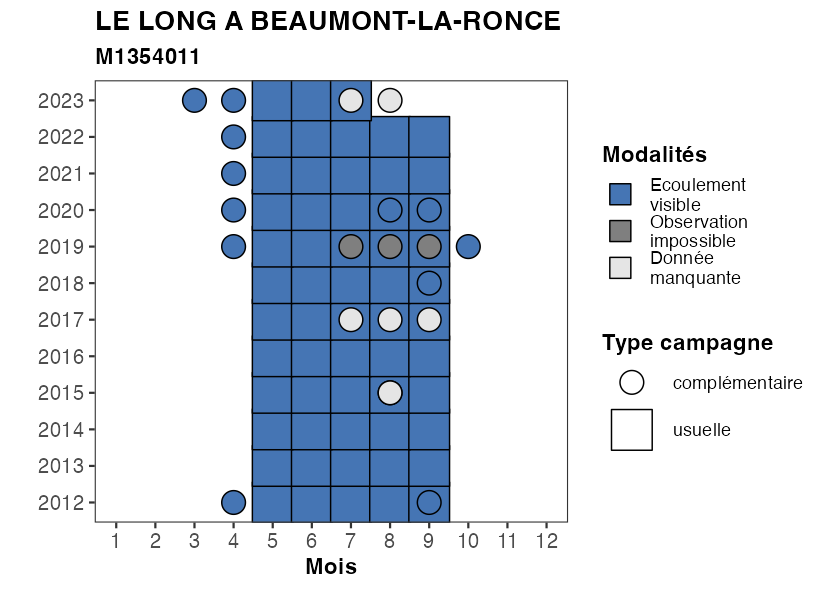 LE LONG A BEAUMONT-LA-RONCE
M1354011
2023
2022
2021
2020
2019
2018
2017
2016
2015
2014
2013
2012
1 2 3 4 5 6 7 8 9 10 11 12
Mois
Modalités
Ecoulement
visible
Observation
impossible
Donnée
manquante
Type campagne
complémentaire
usuelle